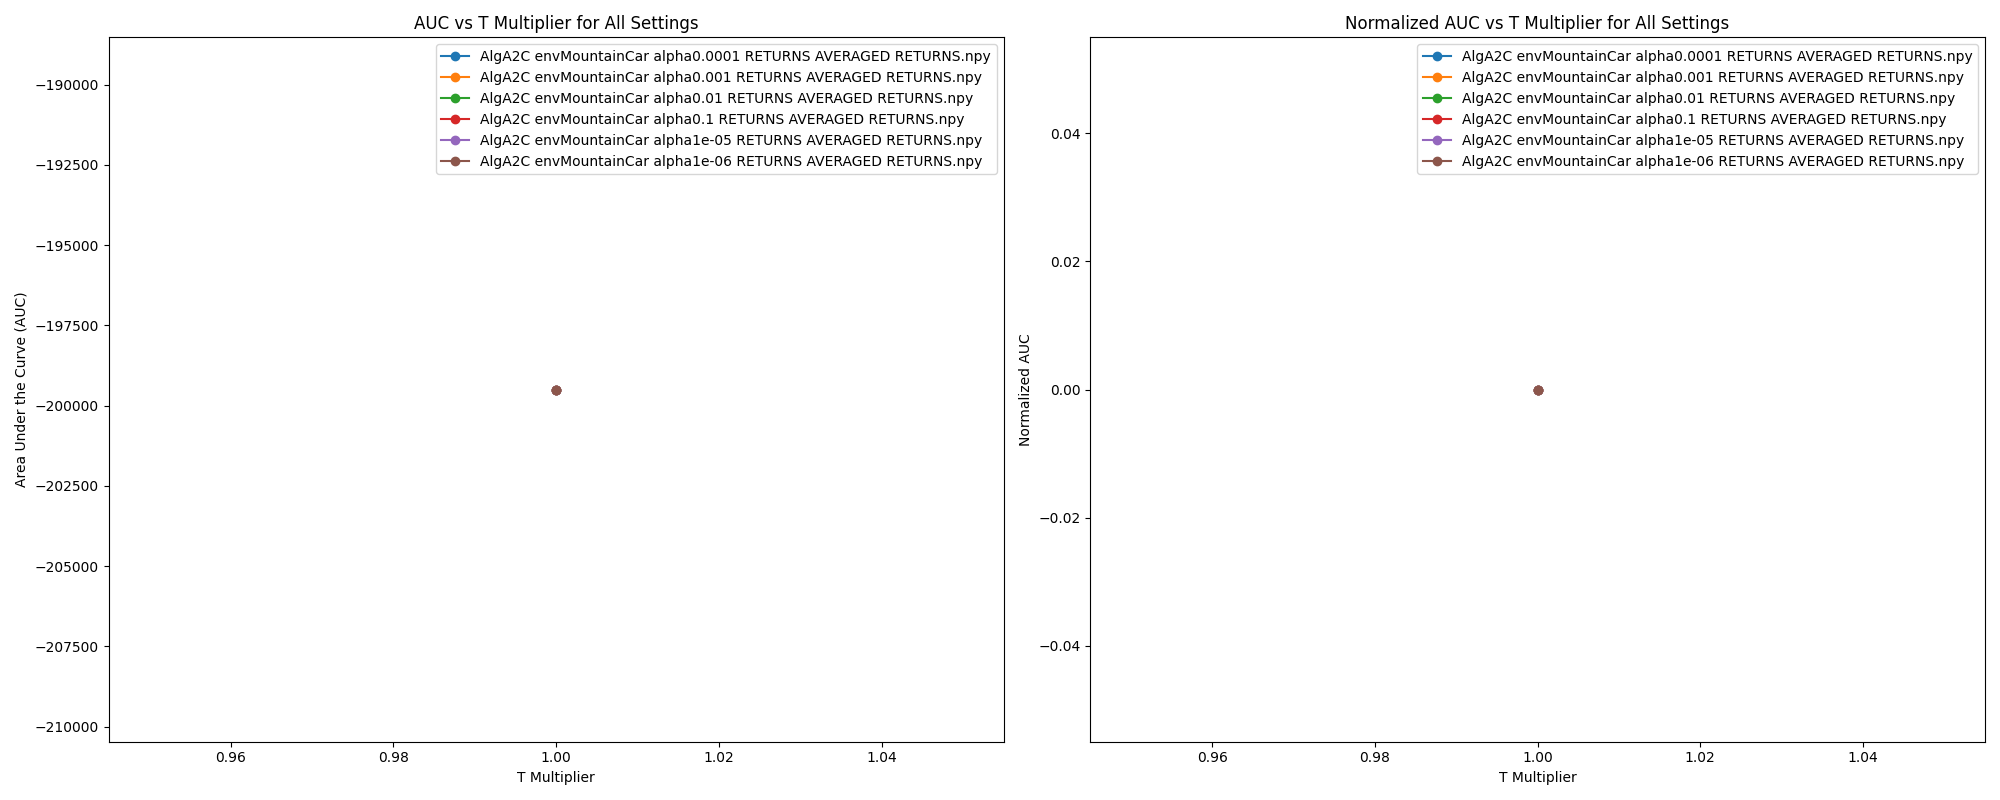 AUC vs T Multiplier for All Settings
AlgA2C envMountainCar alpha0.0001 RETURNS AVERAGED RETURNS.npy
AlgA2C envMountainCar alpha0.001 RETURNS AVERAGED RETURNS.npy
AlgA2C envMountainCar alpha0.01 RETURNS AVERAGED RETURNS.npy
AlgA2C envMountainCar alpha0.1 RETURNS AVERAGED RETURNS.npy
AlgA2C envMountainCar alpha1e-05 RETURNS AVERAGED RETURNS.npy
AlgA2C envMountainCar alpha1e-06 RETURNS AVERAGED RETURNS.npy
Area Under the Curve (AUC)
−190000
−192500
−195000
−197500
−200000
−202500
−205000
−207500
−210000
0.96
0.98
1.00
1.02
1.04
T Multiplier
Normalized AUC vs T Multiplier for All Settings
AlgA2C envMountainCar alpha0.0001 RETURNS AVERAGED RETURNS.npy
AlgA2C envMountainCar alpha0.001 RETURNS AVERAGED RETURNS.npy
AlgA2C envMountainCar alpha0.01 RETURNS AVERAGED RETURNS.npy
AlgA2C envMountainCar alpha0.1 RETURNS AVERAGED RETURNS.npy
AlgA2C envMountainCar alpha1e-05 RETURNS AVERAGED RETURNS.npy
AlgA2C envMountainCar alpha1e-06 RETURNS AVERAGED RETURNS.npy
Normalized AUC
0.04
0.02
0.00
−0.02
−0.04
0.96
0.98
1.00
1.02
1.04
T Multiplier